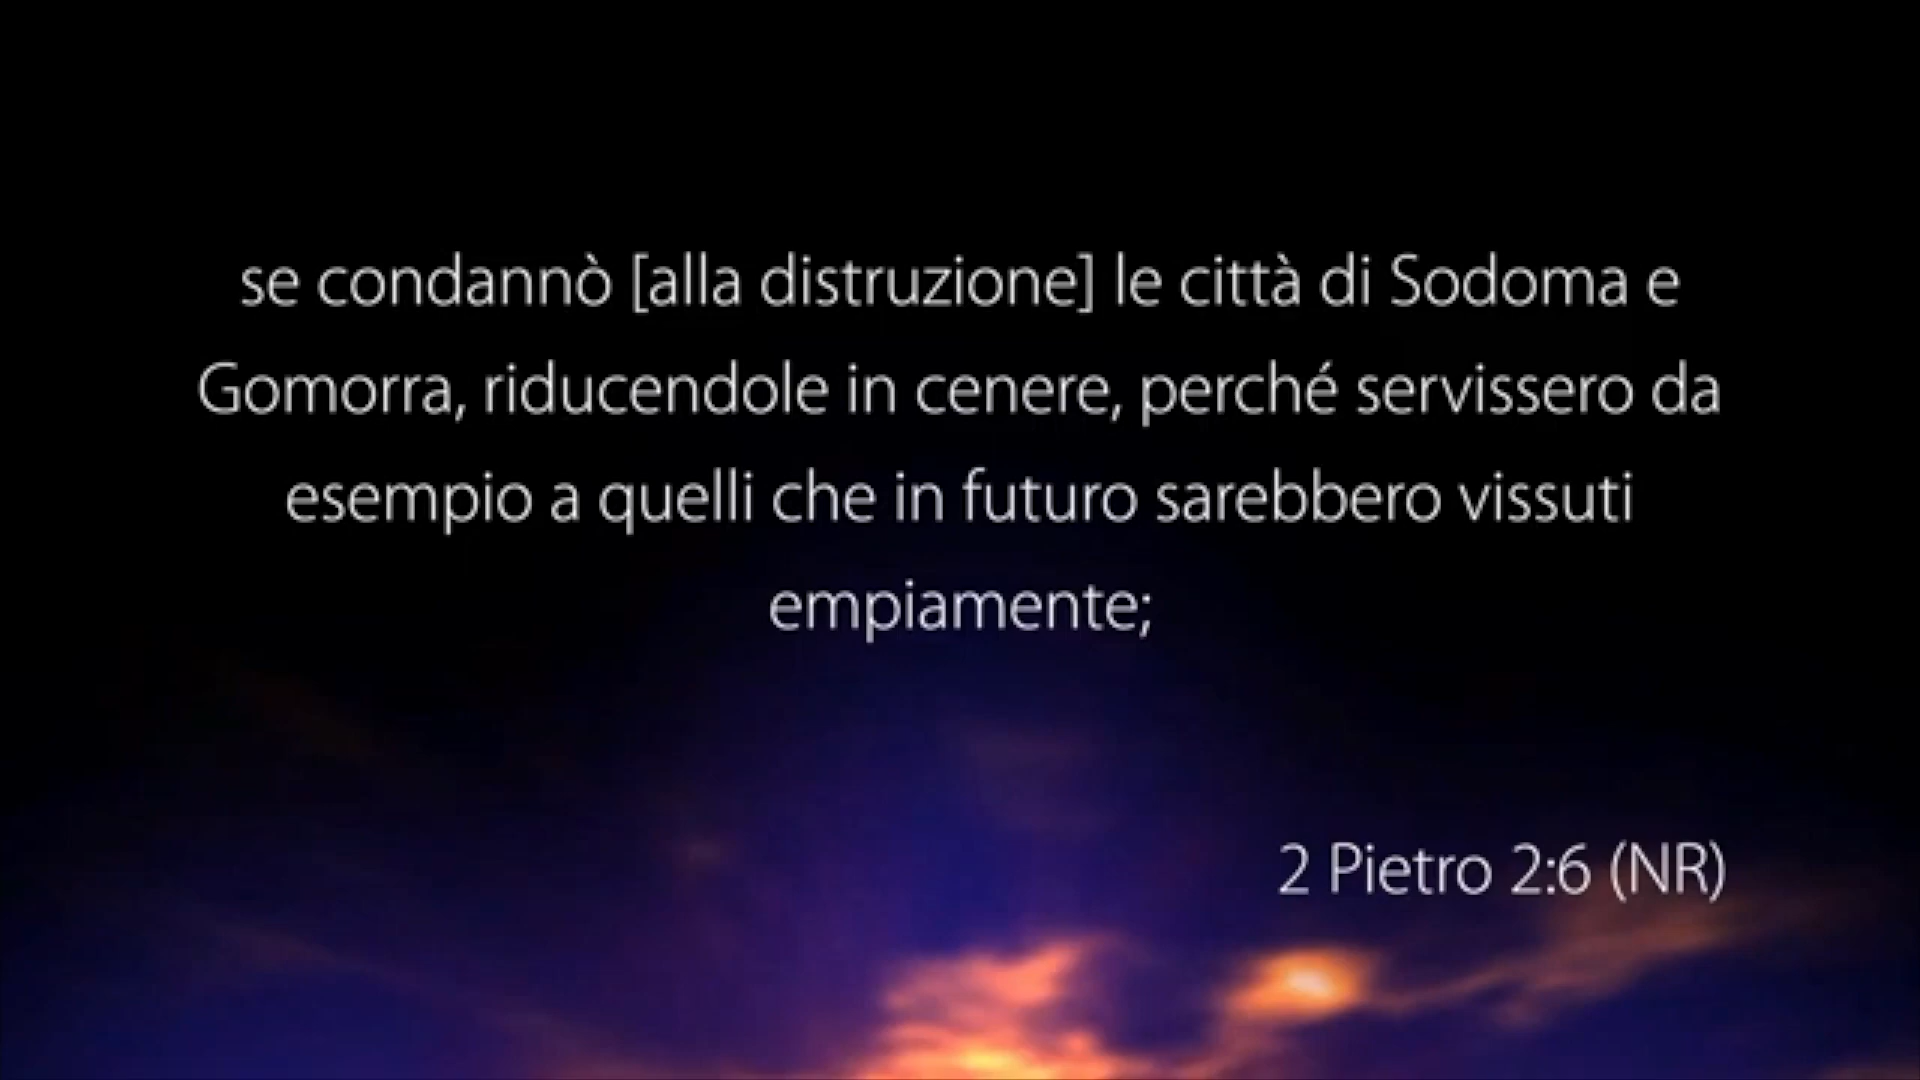 se condannò [alla distruzione] le città di Sodoma e
Gomorra, riducendole in cenere, perché servissero da
esempio a quelli che in futuro sarebbero vissuti
empiamente;
2 Pietro 2:6 (NR)